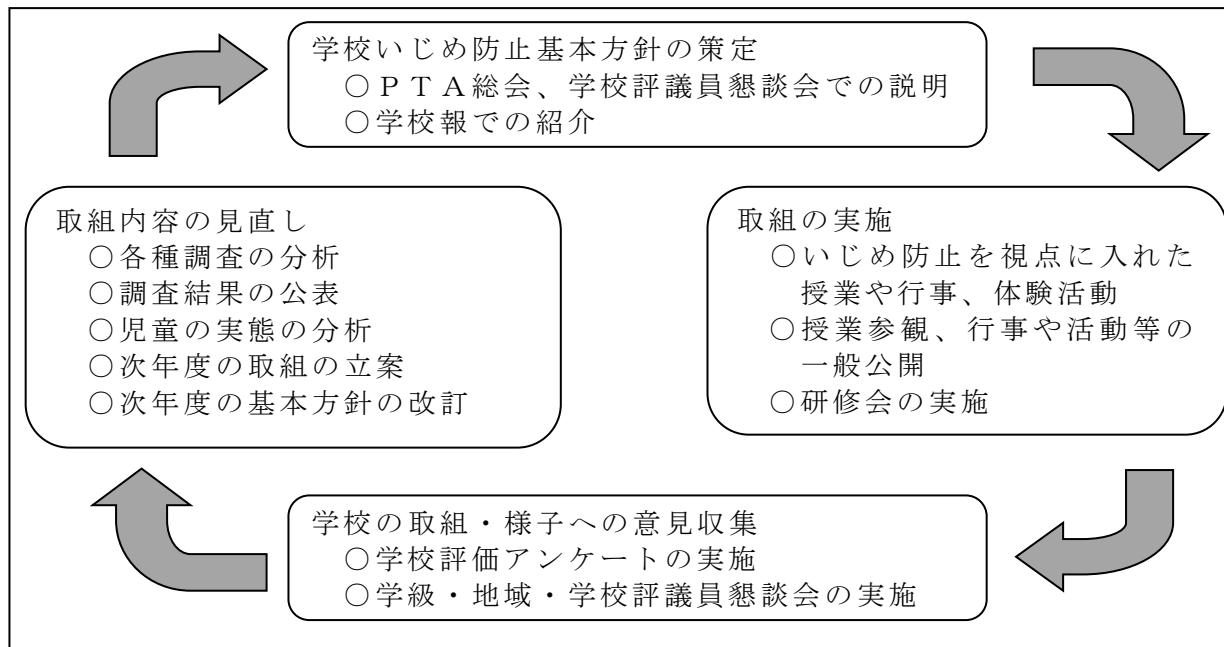 学校いじめ防止基本方針の策定
○ＰＴＡ総会、学校評議員懇談会での説明
○学校報での紹介
取組の実施
○いじめ防止を視点に入れた
授業や行事、体験活動
○授業参観、行事や活動等の
一般公開
○研修会の実施
学校の取組・様子への意見収集
○学校評価アンケートの実施
○学級・地域・学校評議員懇談会の実施
取組内容の見直し
○各種調査の分析
○調査結果の公表
○児童の実態の分析
○次年度の取組の立案
○次年度の基本方針の改訂